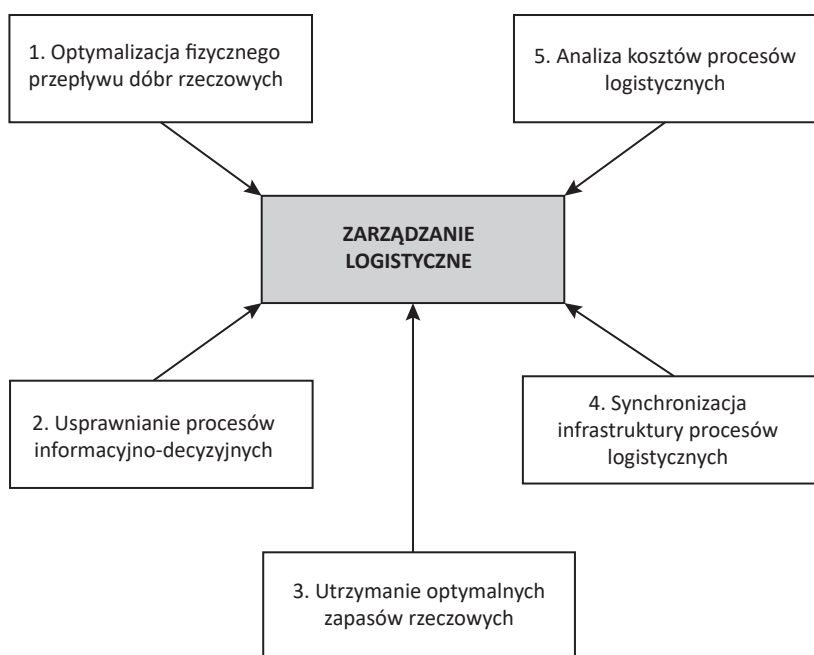 1. Optymalizacja fizycznego
przepływu dóbr rzeczowych
5. Analiza kosztów procesów
logistycznych
ZARZĄDZANIE
LOGISTYCZNE
2. Usprawnianie procesów
informacyjno-decyzyjnych
4. Synchronizacja
infrastruktury procesów
logistycznych
3. Utrzymanie optymalnych
zapasów rzeczowych